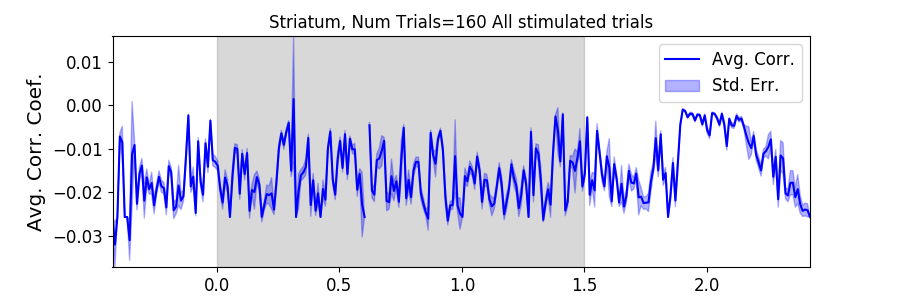 Striatum, Num Trials=160 All stimulated trials
Avg. Corr. Coef.
0.01
0.00
−0.01
−0.02
−0.03
Avg. Corr.
Std. Err.
0.0 0.5 1.0 1.5 2.0